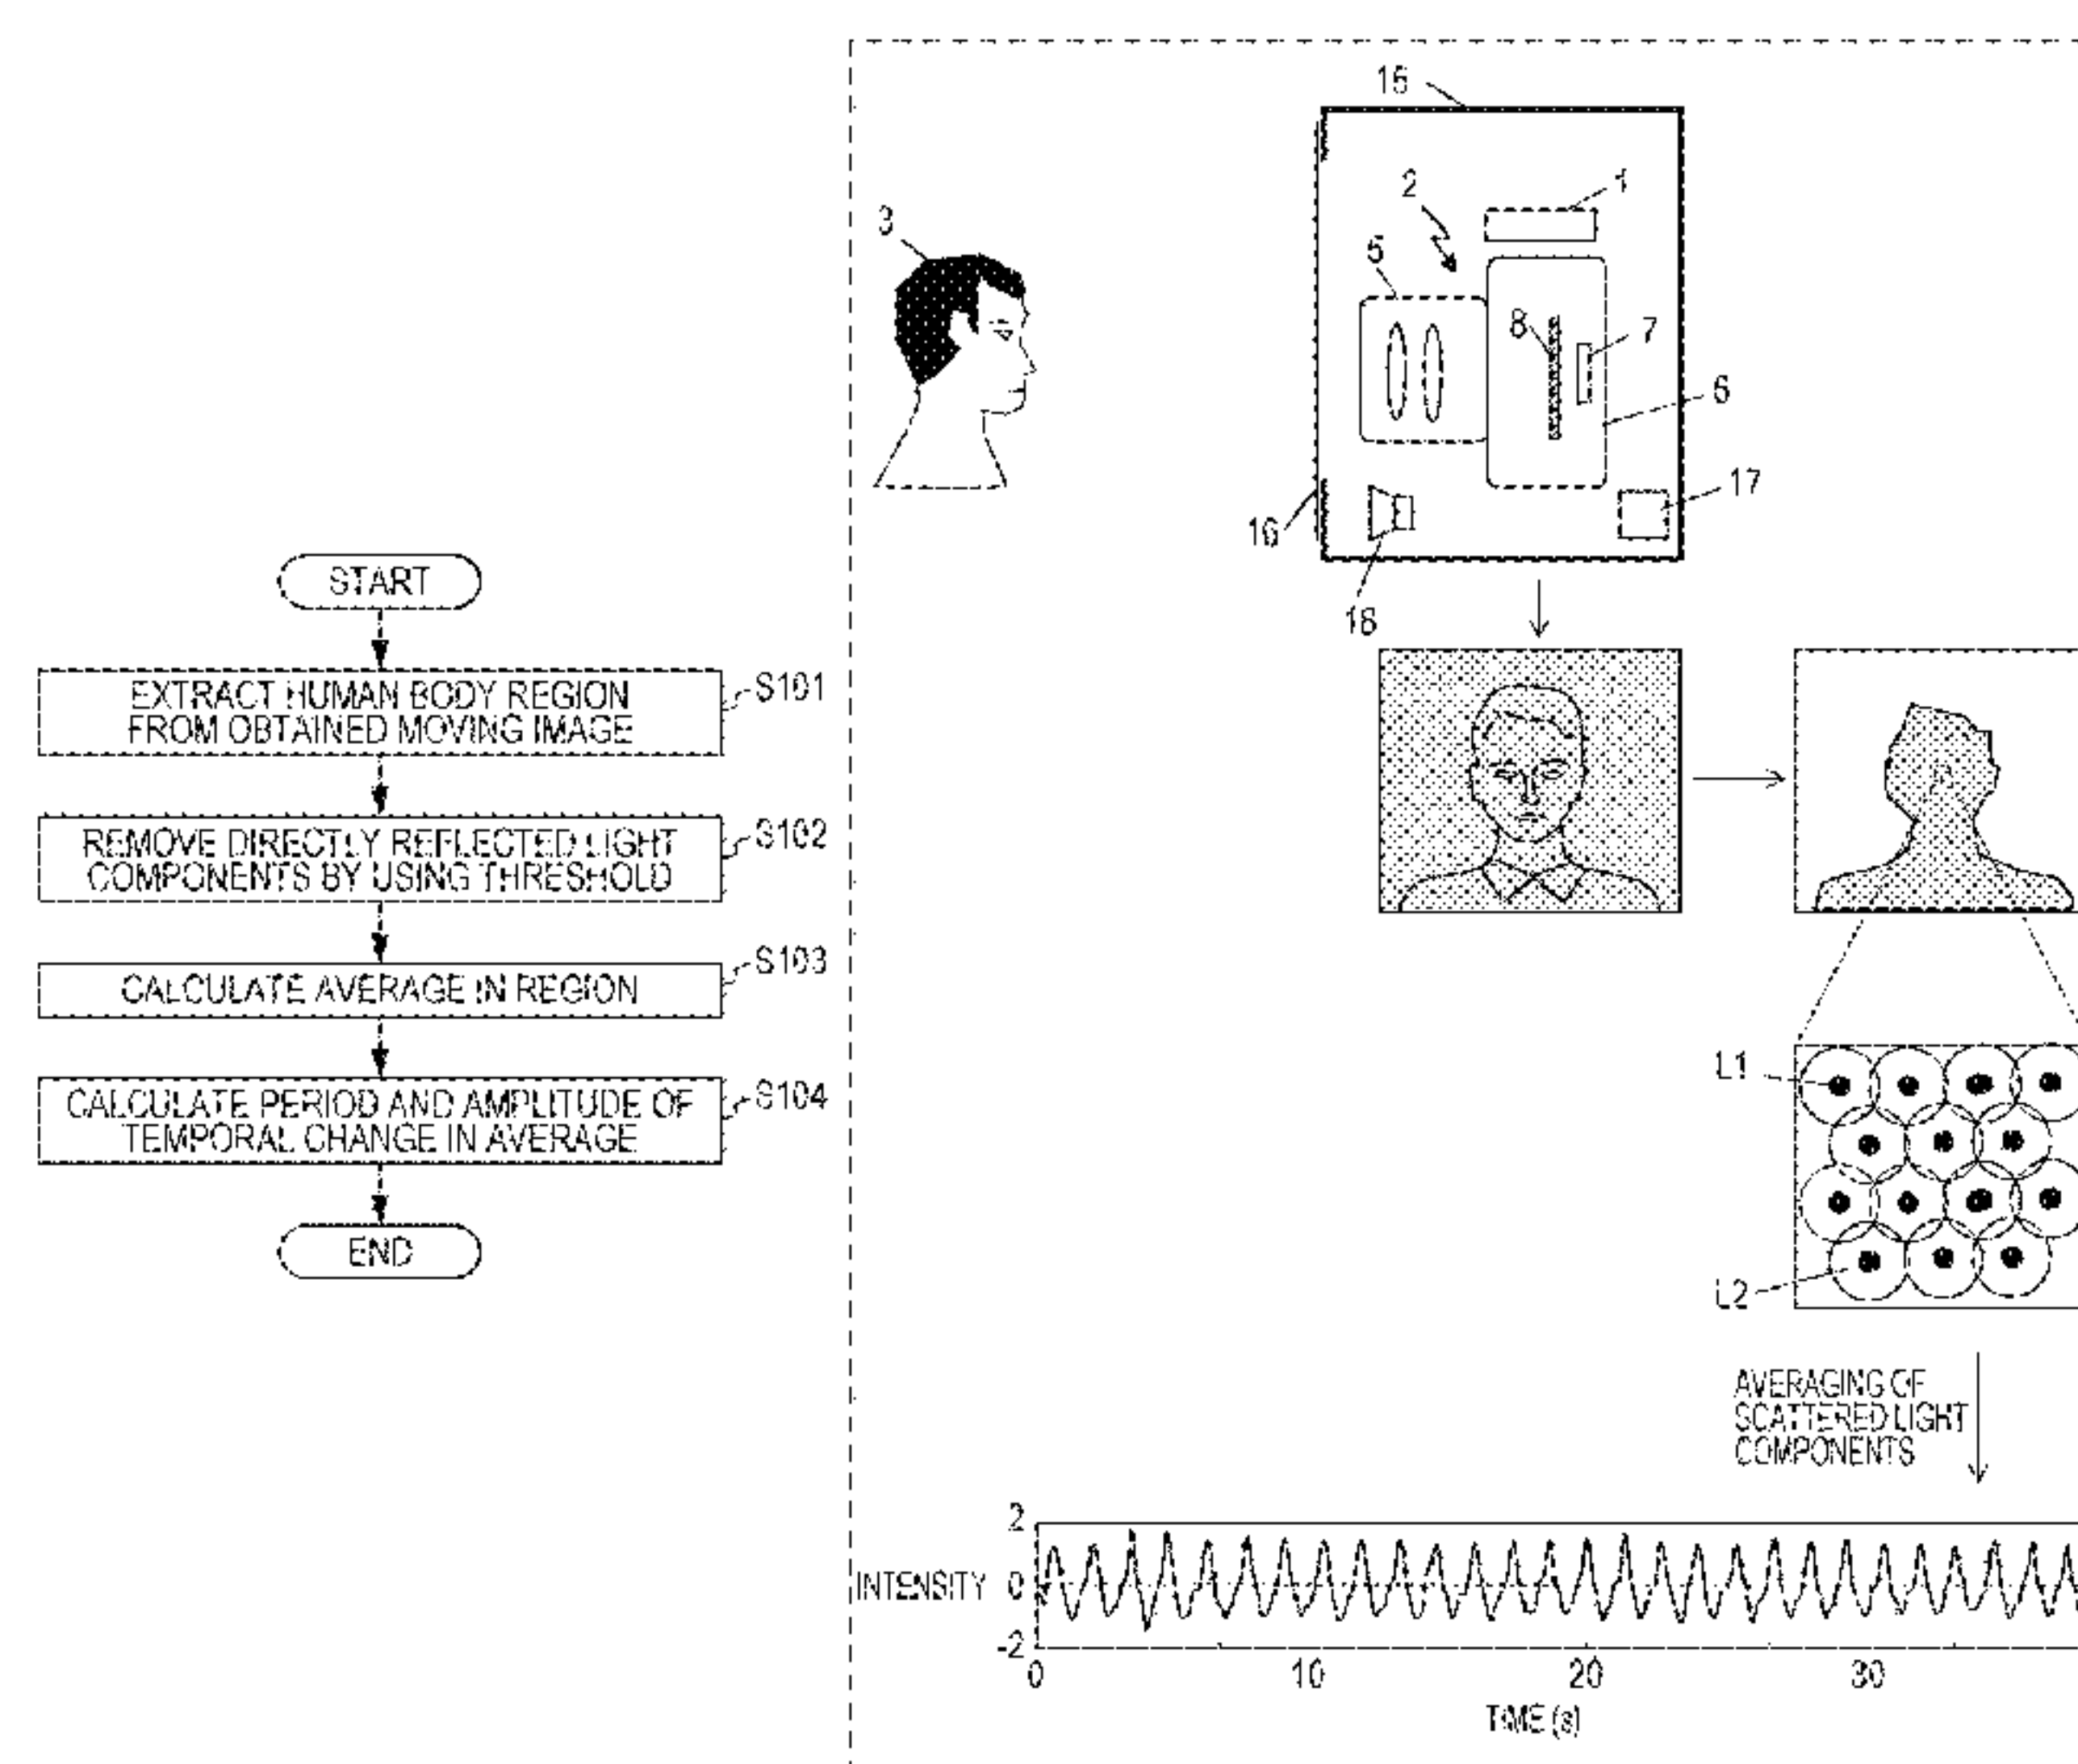 START
EXTRACT HUMAN BODY REGION
FROM OBTAINED MOVING IMAGE
S101
REMOVE DIRECTLY REFLECTED LIGHT
COMPONENTS BY USING THRESHOLD
S102
CALCULATE AVERAGE IN REGION
S103
CALCULATE PERIOD AND AMPLITUDE OF
TEMPORAL CHANGE IN AVERAGE
S104
END
15
3
2
1
5
8
7
6
17
16
18
L1
L2
AVERAGING OF
SCATTERED LIGHT
COMPONENTS
2
INTENSITY 0
-2
0 10 20 30
TIME (s)